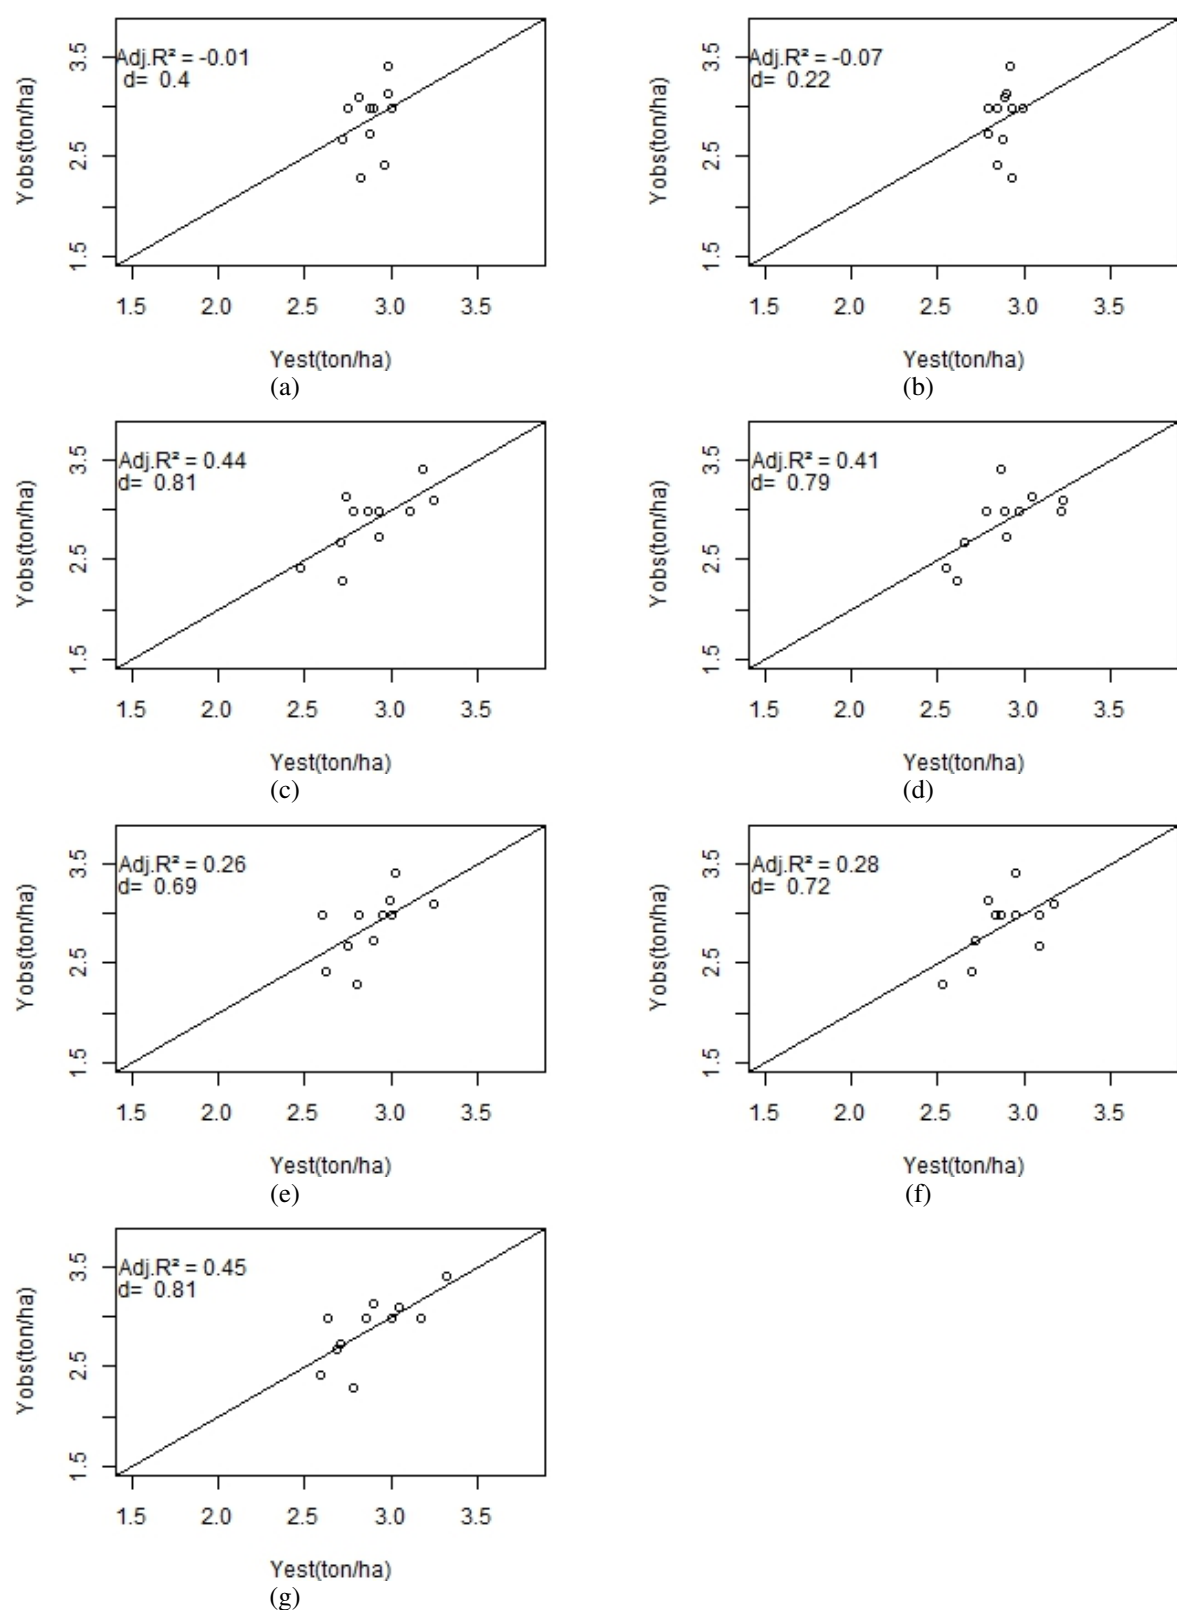 Adj.R² = -0.01
d= 0.4
Yobs(ton/ha)
1.5 2.5 3.5
1.5 2.0 2.5 3.0 3.5
Yest(ton/ha)
(a)
Adj.R² = -0.07
d= 0.22
Yobs(ton/ha)
1.5 2.5 3.5
1.5 2.0 2.5 3.0 3.5
Yest(ton/ha)
(b)
Adj.R² = 0.44
d= 0.81
Yobs(ton/ha)
1.5 2.5 3.5
1.5 2.0 2.5 3.0 3.5
Yest(ton/ha)
(c)
Adj.R² = 0.41
d= 0.79
Yobs(ton/ha)
1.5 2.5 3.5
1.5 2.0 2.5 3.0 3.5
Yest(ton/ha)
(d)
Adj.R² = 0.26
d= 0.69
Yobs(ton/ha)
1.5 2.5 3.5
1.5 2.0 2.5 3.0 3.5
Yest(ton/ha)
(e)
Adj.R² = 0.28
d= 0.72
Yobs(ton/ha)
1.5 2.5 3.5
1.5 2.0 2.5 3.0 3.5
Yest(ton/ha)
(f)
Adj.R² = 0.45
d= 0.81
Yobs(ton/ha)
1.5 2.5 3.5
1.5 2.0 2.5 3.0 3.5
Yest(ton/ha)
(g)